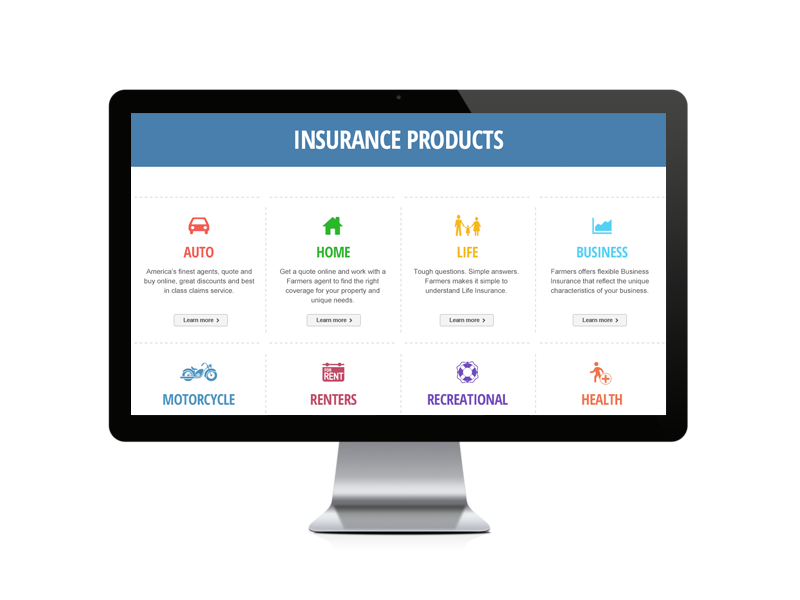 INSURANCE PRODUCTS
AUTO
America's finest agents, quote and
buy online, great discounts and best
in class claims service.
Learn more
HOME
Get a quote online and work with a
Farmers agent to find the right
coverage for your property and
unique needs.
Learn more
LIFE
Tough questions. Simple answers.
Farmers makes it simple to
understand Life Insurance.
Learn more
BUSINESS
Farmers offers flexible Business
Insurance that reflect the unique
characteristics of your business.
Learn more
MOTORCYCLE
FOR
RENT
RENTERS
RECREATIONAL
HEALTH